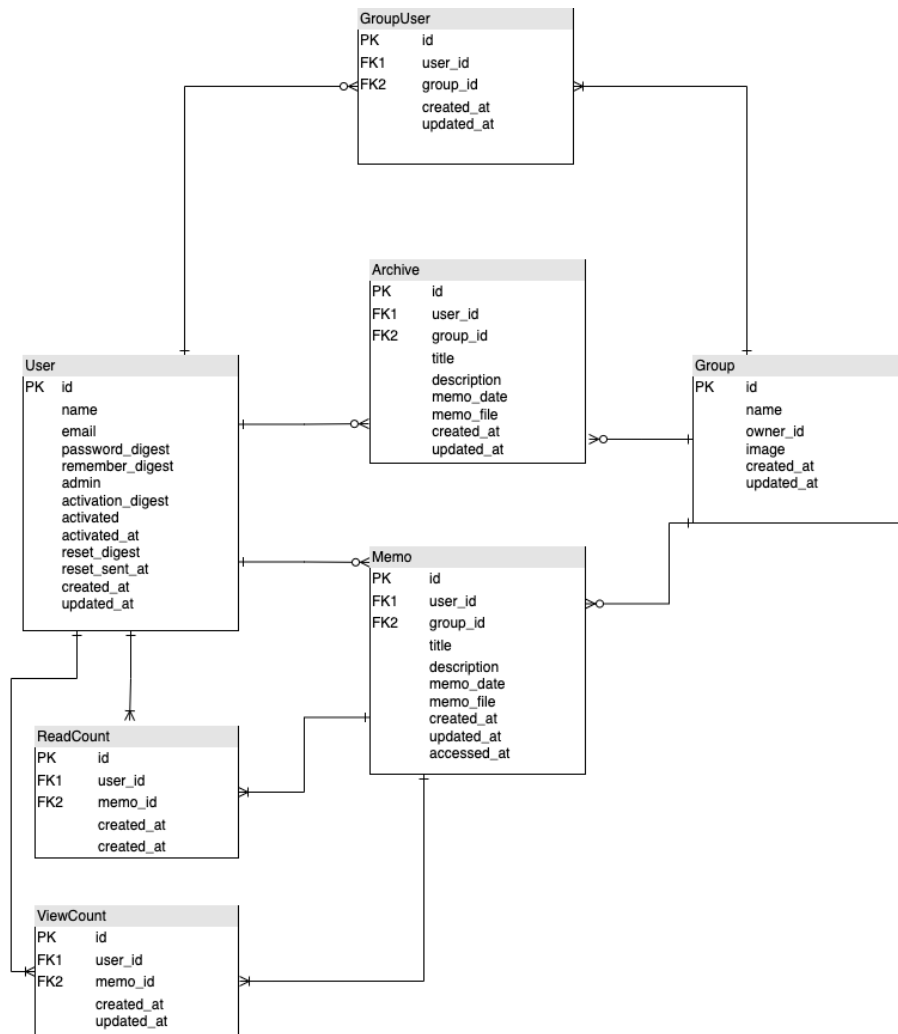 GroupUser
PK id
FK1 user_id
FK2 group_id
created_at
updated_at
Archive
PK id
FK1 user_id
FK2 group_id
title
description
memo_date
memo_file
created_at
updated_at
User
PK id
name
email
password_digest
remember_digest
admin
activation_digest
activated
activated_at
reset_digest
reset_sent_at
created_at
updated_at
Group
PK id
name
owner_id
image
created_at
updated_at
Memo
PK id
FK1 user_id
FK2 group_id
title
description
memo_date
memo_file
created_at
updated_at
accessed_at
ReadCount
PK id
FK1 user_id
FK2 memo_id
created_at
created_at
ViewCount
PK id
FK1 user_id
FK2 memo_id
created_at
updated_at